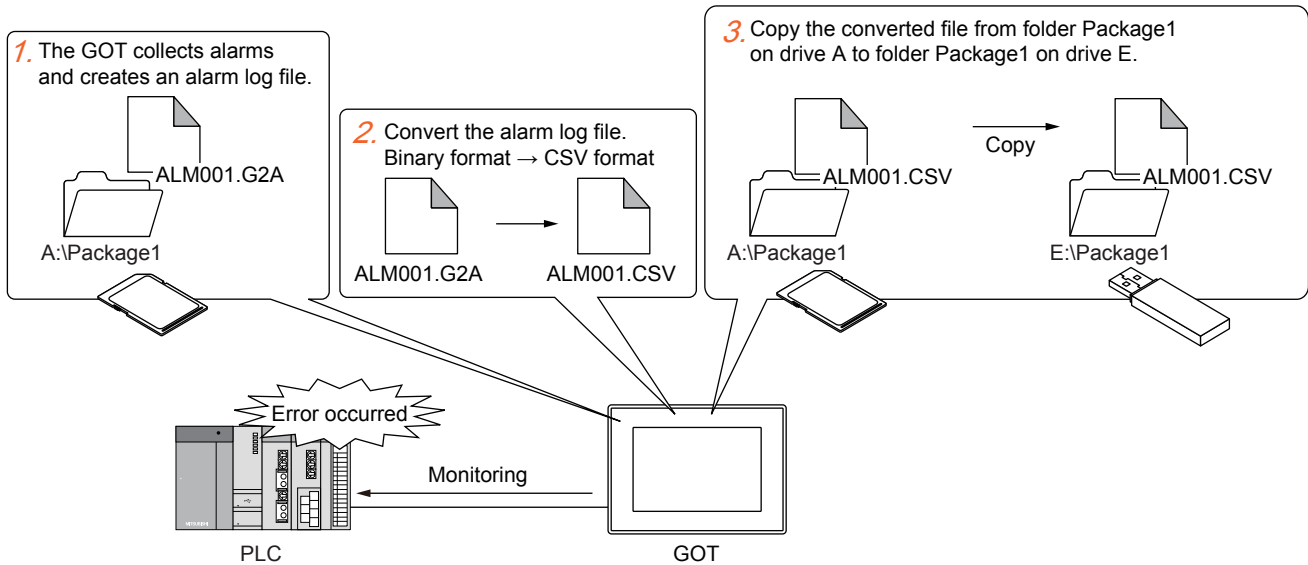 1. The GOT collects alarms
and creates an alarm log file.
ALM001.G2A
A:\Package1
2. Convert the alarm log file.
Binary format → CSV format
ALM001.G2A
ALM001.CSV
3. Copy the converted file from folder Package1
on drive A to folder Package1 on drive E.
Copy
ALM001.CSV
ALM001.CSV
A:\Package1
E:\Package1
Error occurred
Monitoring
MITSUBISHI
PLC
GOT